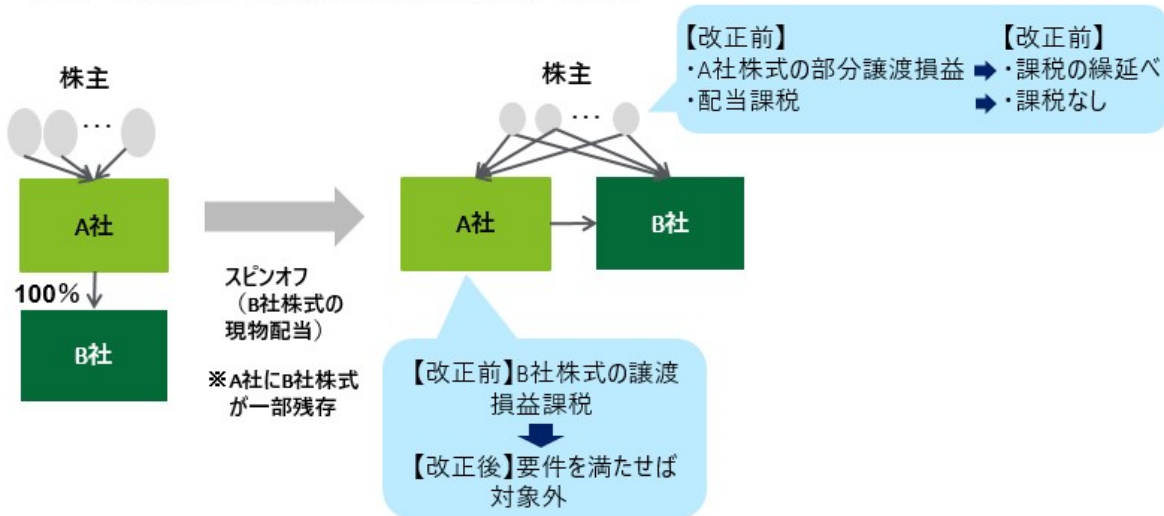 株主
・・・
A社
100%
B社
スピンオフ
（B社株式の
現物配当）
※A社にB社株式
が一部残存
株主
・・・
A社
B社
【改正前】
・A社株式の部分譲渡損益
・配当課税
【改正前】
・課税の繰延べ
・課税なし
【改正前】B社株式の譲渡
損益課税
【改正後】要件を満たせば
対象外